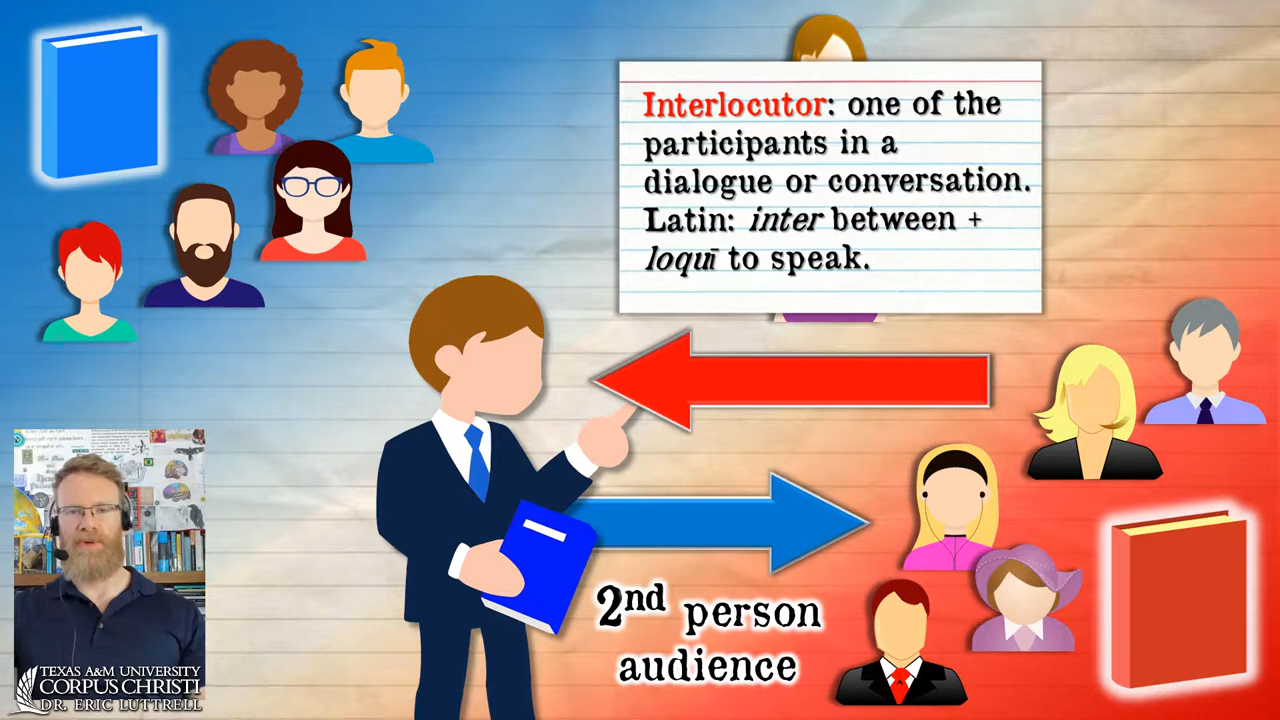 Interlocutor: one of the
participants in a
dialogue or conversation.
Latin: inter between +
loquī to speak.
2nd person
audience
TEXAS A&M UNIVERSITY
CORPUS CHRISTI
DR. ERIC LUTTRELL